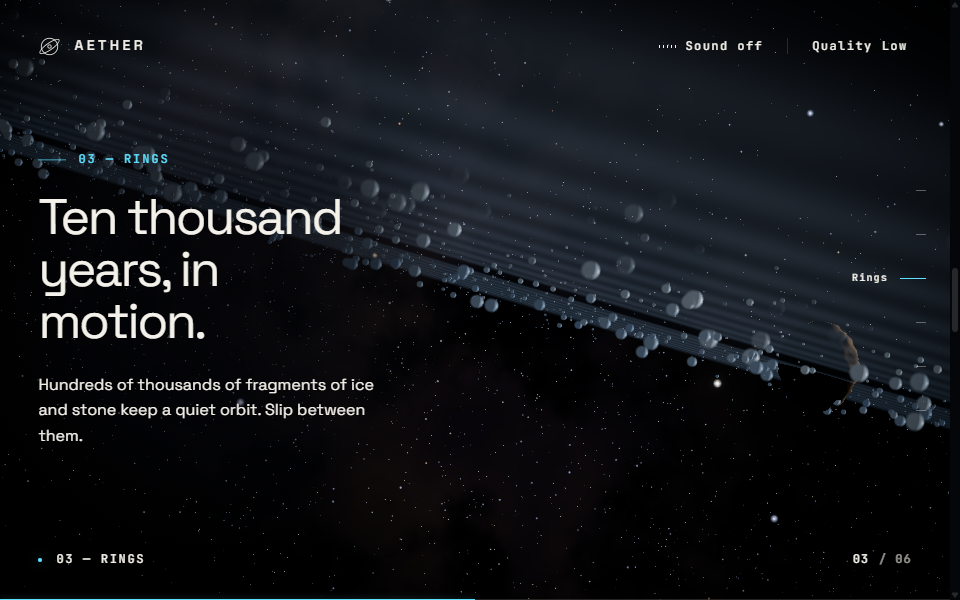 AETHER
Sound off
Quality Low
03 — RINGS
Ten thousand
years, in
motion.
Rings
Hundreds of thousands of fragments of ice
and stone keep a quiet orbit. Slip between
them.
03 — RINGS
03 / 06